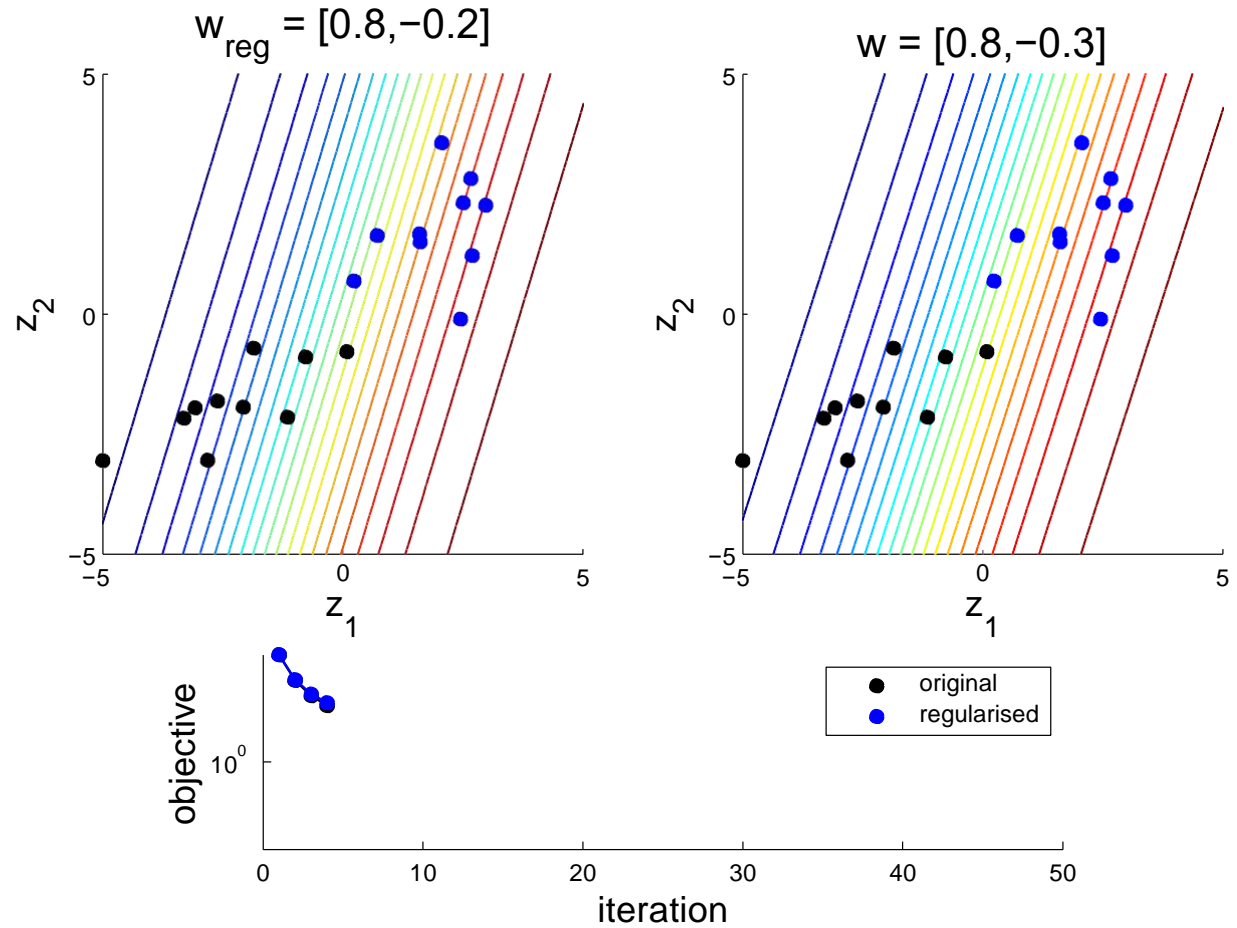 w_reg = [0.8,−0.2]
w = [0.8,−0.3]
5
0
−5
z_2
−5
0
5
z_1
5
0
−5
z_2
−5
0
5
z_1
objective
10^0
0
10
20
30
40
50
iteration
original
regularised